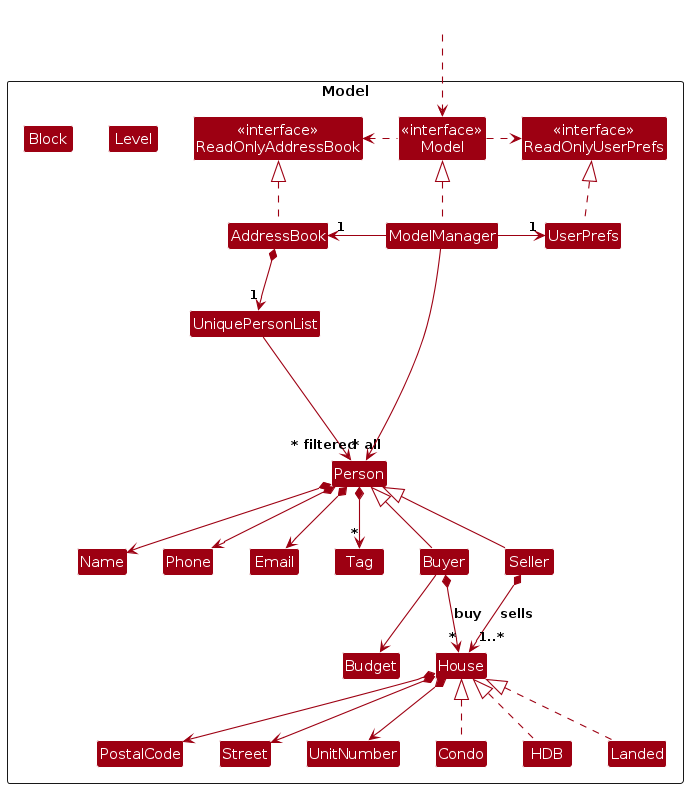 Model
Block
Level
«interface»
ReadOnlyAddressBook
«interface»
Model
«interface»
ReadOnlyUserPrefs
AddressBook
1
ModelManager
1
UserPrefs
1
UniquePersonList
* filtered
* all
Person
Name
Phone
Email
*
Tag
Buyer
Seller
buy
sells
*
1..*
Budget
House
PostalCode
Street
UnitNumber
Condo
HDB
Landed